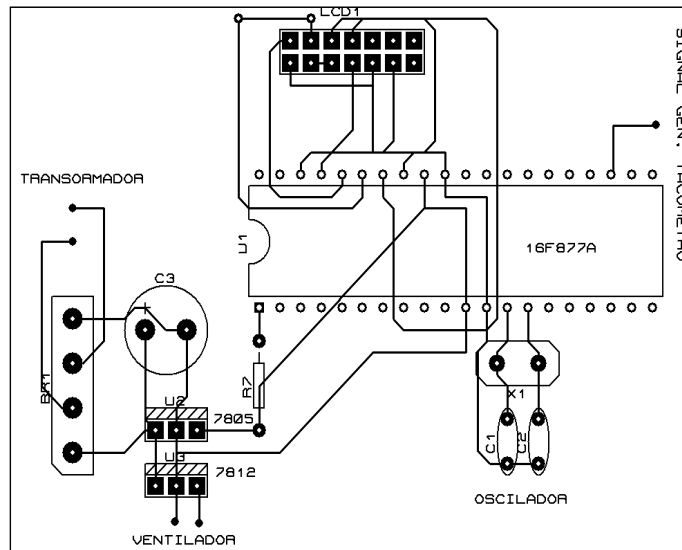 LCD1
SIGNAL GEN. TACOMETRO
TRANSORMADOR
U1
16F877A
C3
BR1
R7
U2
7805
X1
C1
C2
U3
7812
OSCILADOR
VENTILADOR